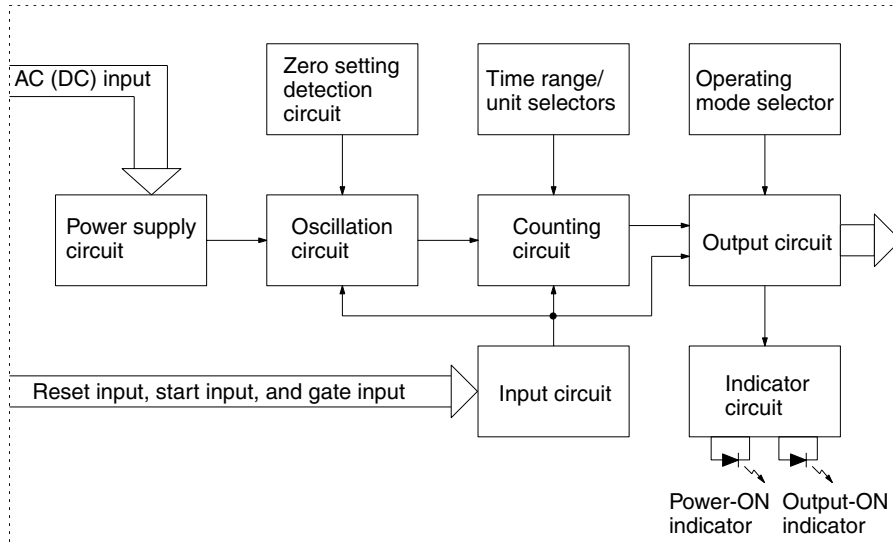 AC (DC) input
Zero setting
detection
circuit
Time range/
unit selectors
Operating
mode selector
Power supply
circuit
Oscillation
circuit
Counting
circuit
Output circuit
Reset input, start input, and gate input
Input circuit
Indicator
circuit
Power-ON
indicator
Output-ON
indicator